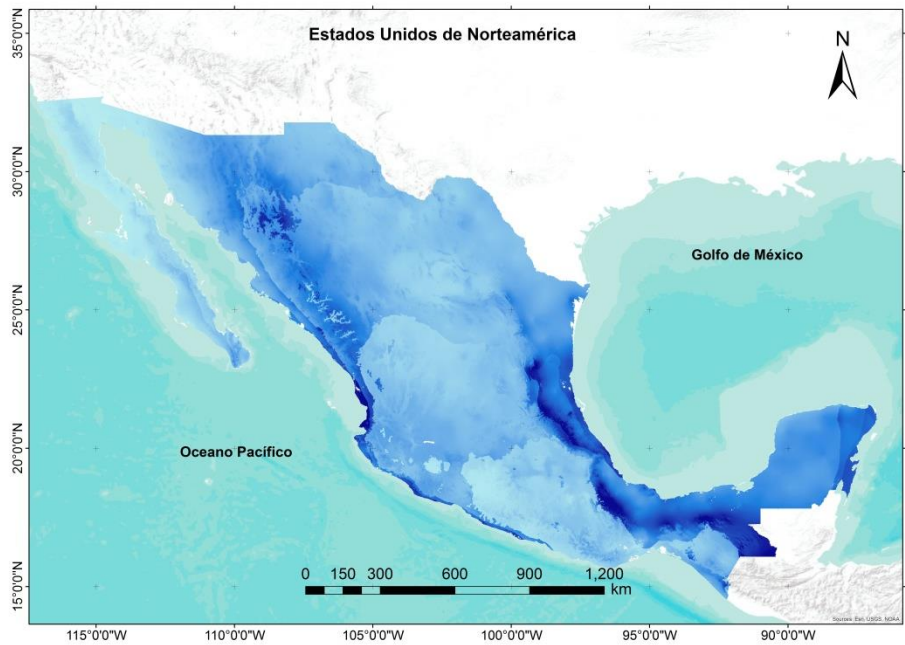 Estados Unidos de Norteamérica
N
35°0'0"N
30°0'0"N
Golfo de México
25°0'0"N
20°0'0"N
Oceano Pacífico
15°0'0"N
0 150 300 600 900 1,200
km
Sources: Esri, USGS, NOAA
115°0'0"W 110°0'0"W 105°0'0"W 100°0'0"W 95°0'0"W 90°0'0"W